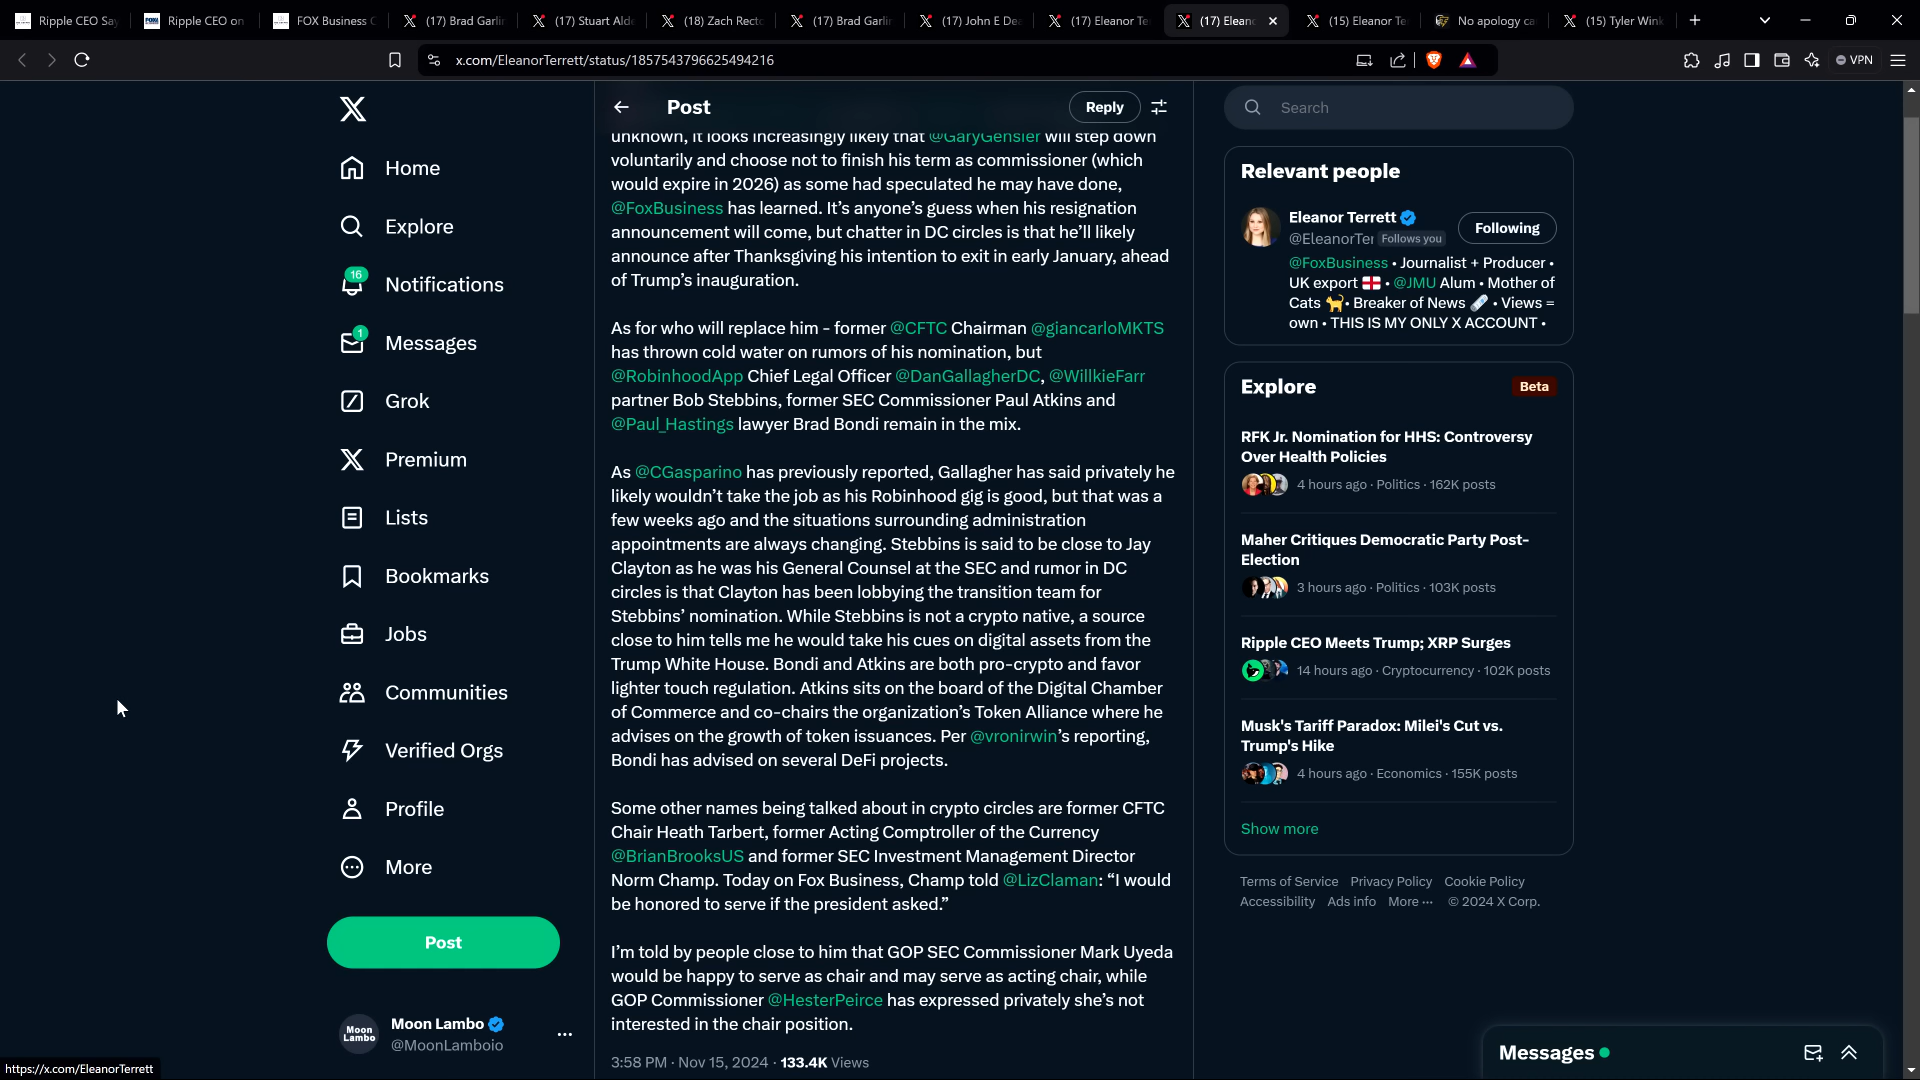 Ripple CEO Say
Ripple CEO on
FOX Business C
(17) Brad Garlin
(17) Stuart Alde
(18) Zach Recto
(17) Brad Garlin
(17) John E Dea
(17) Eleanor Te
(17) Eleano
(15) Eleanor Te
No apology ca
(15) Tyler Wink
x.com/EleanorTerrett/status/1857543796625494216
VPN
Home
Explore
16
Notifications
1
Messages
Grok
Premium
Lists
Bookmarks
Jobs
Communities
Verified Orgs
Profile
More
Post
Moon Lambo
Moon Lambo
@MoonLamboio
https://x.com/EleanorTerrett
Post
Reply
unknown, it looks increasingly likely that @GaryGensler will step down
voluntarily and choose not to finish his term as commissioner (which
would expire in 2026) as some had speculated he may have done,
@FoxBusiness has learned. It's anyone's guess when his resignation
announcement will come, but chatter in DC circles is that he'll likely
announce after Thanksgiving his intention to exit in early January, ahead
of Trump's inauguration.
As for who will replace him - former @CFTC Chairman @giancarloMKTS
has thrown cold water on rumors of his nomination, but
@RobinhoodApp Chief Legal Officer @DanGallagherDC, @WillkieFarr
partner Bob Stebbins, former SEC Commissioner Paul Atkins and
@Paul_Hastings lawyer Brad Bondi remain in the mix.
As @CGasparino has previously reported, Gallagher has said privately he
likely wouldn't take the job as his Robinhood gig is good, but that was a
few weeks ago and the situations surrounding administration
appointments are always changing. Stebbins is said to be close to Jay
Clayton as he was his General Counsel at the SEC and rumor in DC
circles is that Clayton has been lobbying the transition team for
Stebbins' nomination. While Stebbins is not a crypto native, a source
close to him tells me he would take his cues on digital assets from the
Trump White House. Bondi and Atkins are both pro-crypto and favor
lighter touch regulation. Atkins sits on the board of the Digital Chamber
of Commerce and co-chairs the organization's Token Alliance where he
advises on the growth of token issuances. Per @vronirwin's reporting,
Bondi has advised on several DeFi projects.
Some other names being talked about in crypto circles are former CFTC
Chair Heath Tarbert, former Acting Comptroller of the Currency
@BrianBrooksUS and former SEC Investment Management Director
Norm Champ. Today on Fox Business, Champ told @LizClaman: “I would
be honored to serve if the president asked.”
I'm told by people close to him that GOP SEC Commissioner Mark Uyeda
would be happy to serve as chair and may serve as acting chair, while
GOP Commissioner @HesterPeirce has expressed privately she's not
interested in the chair position.
3:58 PM · Nov 15, 2024 · 133.4K Views
Search
Relevant people
Eleanor Terrett
@EleanorTer Follows you
Following
@FoxBusiness • Journalist + Producer •
UK export 🏴󠁧󠁢󠁥󠁮󠁧󠁿 • @JMU Alum • Mother of
Cats 🐈 • Breaker of News 🗞️ • Views =
own • THIS IS MY ONLY X ACCOUNT •
Explore
Beta
RFK Jr. Nomination for HHS: Controversy
Over Health Policies
4 hours ago · Politics · 162K posts
Maher Critiques Democratic Party Post-
Election
3 hours ago · Politics · 103K posts
Ripple CEO Meets Trump; XRP Surges
14 hours ago · Cryptocurrency · 102K posts
Musk's Tariff Paradox: Milei's Cut vs.
Trump's Hike
4 hours ago · Economics · 155K posts
Show more
Terms of Service Privacy Policy Cookie Policy
Accessibility Ads info More ··· © 2024 X Corp.
Messages